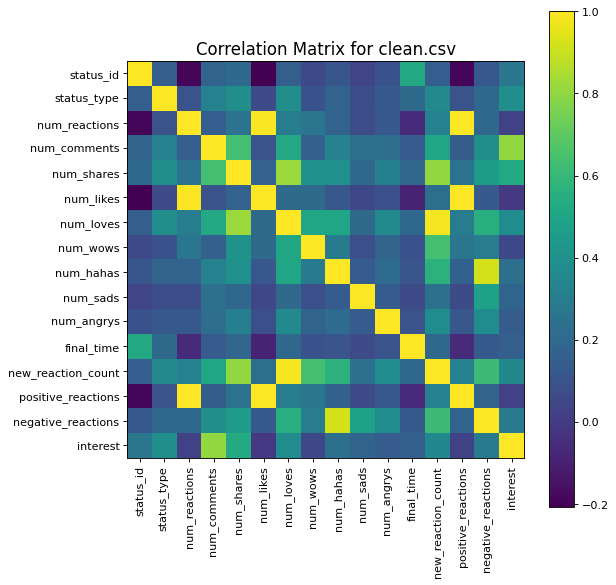 Correlation Matrix for clean.csv
status_id
status_type
num_reactions
num_comments
num_shares
num_likes
num_loves
num_wows
num_hahas
num_sads
num_angrys
final_time
new_reaction_count
positive_reactions
negative_reactions
interest
status_id
status_type
num_reactions
num_comments
num_shares
num_likes
num_loves
num_wows
num_hahas
num_sads
num_angrys
final_time
new_reaction_count
positive_reactions
negative_reactions
interest
1.0
0.8
0.6
0.4
0.2
0.0
−0.2